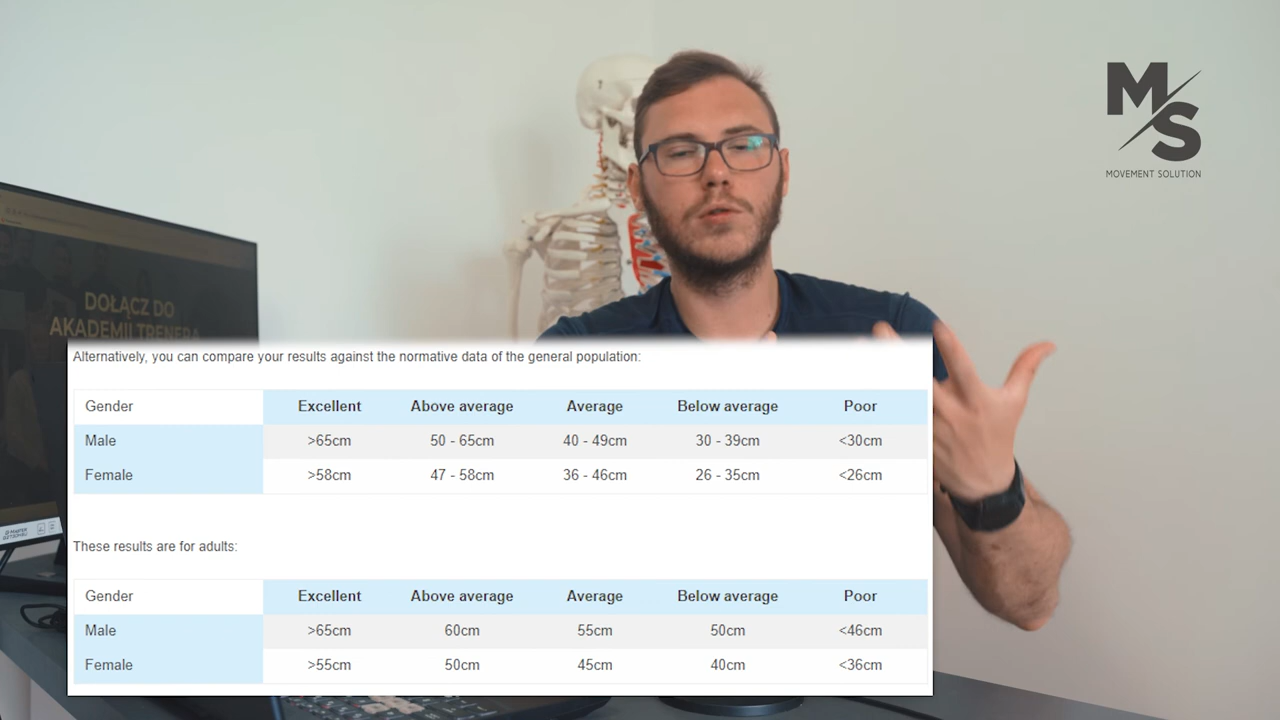 MS
MOVEMENT SOLUTION
DOŁĄCZ DO
AKADEMII TRENERA
Alternatively, you can compare your results against the normative data of the general population:
Gender Excellent Above average Average Below average Poor
Male >65cm 50 - 65cm 40 - 49cm 30 - 39cm <30cm
Female >58cm 47 - 58cm 36 - 46cm 26 - 35cm <26cm
These results are for adults:
Gender Excellent Above average Average Below average Poor
Male >65cm 60cm 55cm 50cm <46cm
Female >55cm 50cm 45cm 40cm <36cm